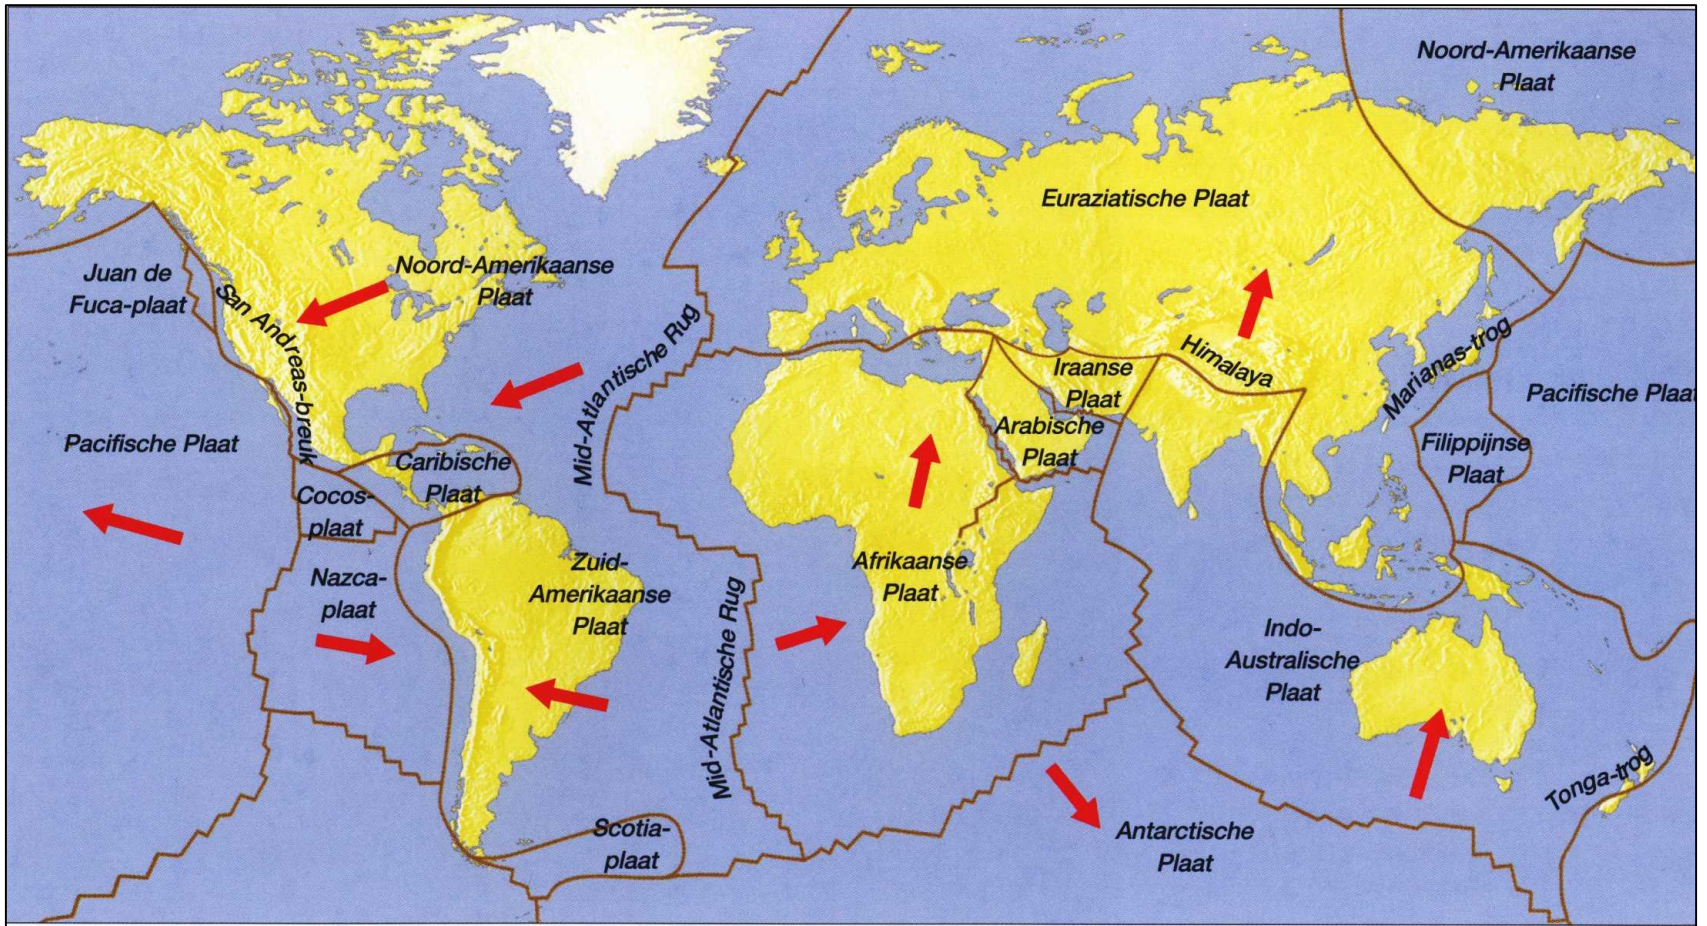 Noord-Amerikaanse
Plaat
Euraziatische Plaat
Juan de
Fuca-plaat
Noord-Amerikaanse
Plaat
San Andreas-breuk
Mid-Atlantische Rug
Himalaya
Iraanse
Plaat
Marianas-trog
Pacifische Plaat
Arabische
Plaat
Filippijnse
Plaat
Pacifische Plaat
Caribische
Plaat
Cocos-
plaat
Nazca-
plaat
Zuid-
Amerikaanse
Plaat
Afrikaanse
Plaat
Mid-Atlantische Rug
Indo-
Australische
Plaat
Tonga-trog
Scotia-
plaat
Antarctische
Plaat